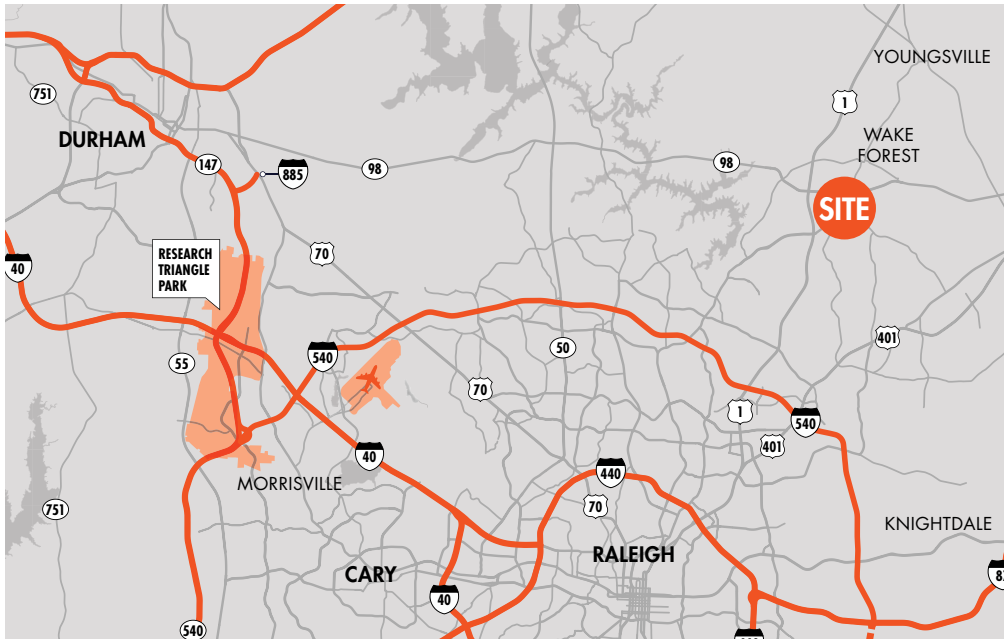 YOUNGSVILLE
751
1
DURHAM
WAKE
FOREST
147
885
98
98
SITE
70
RESEARCH
TRIANGLE
PARK
40
401
55
540
50
70
1
540
401
40
440
MORRISVILLE
70
751
KNIGHTDALE
RALEIGH
CARY
40
540